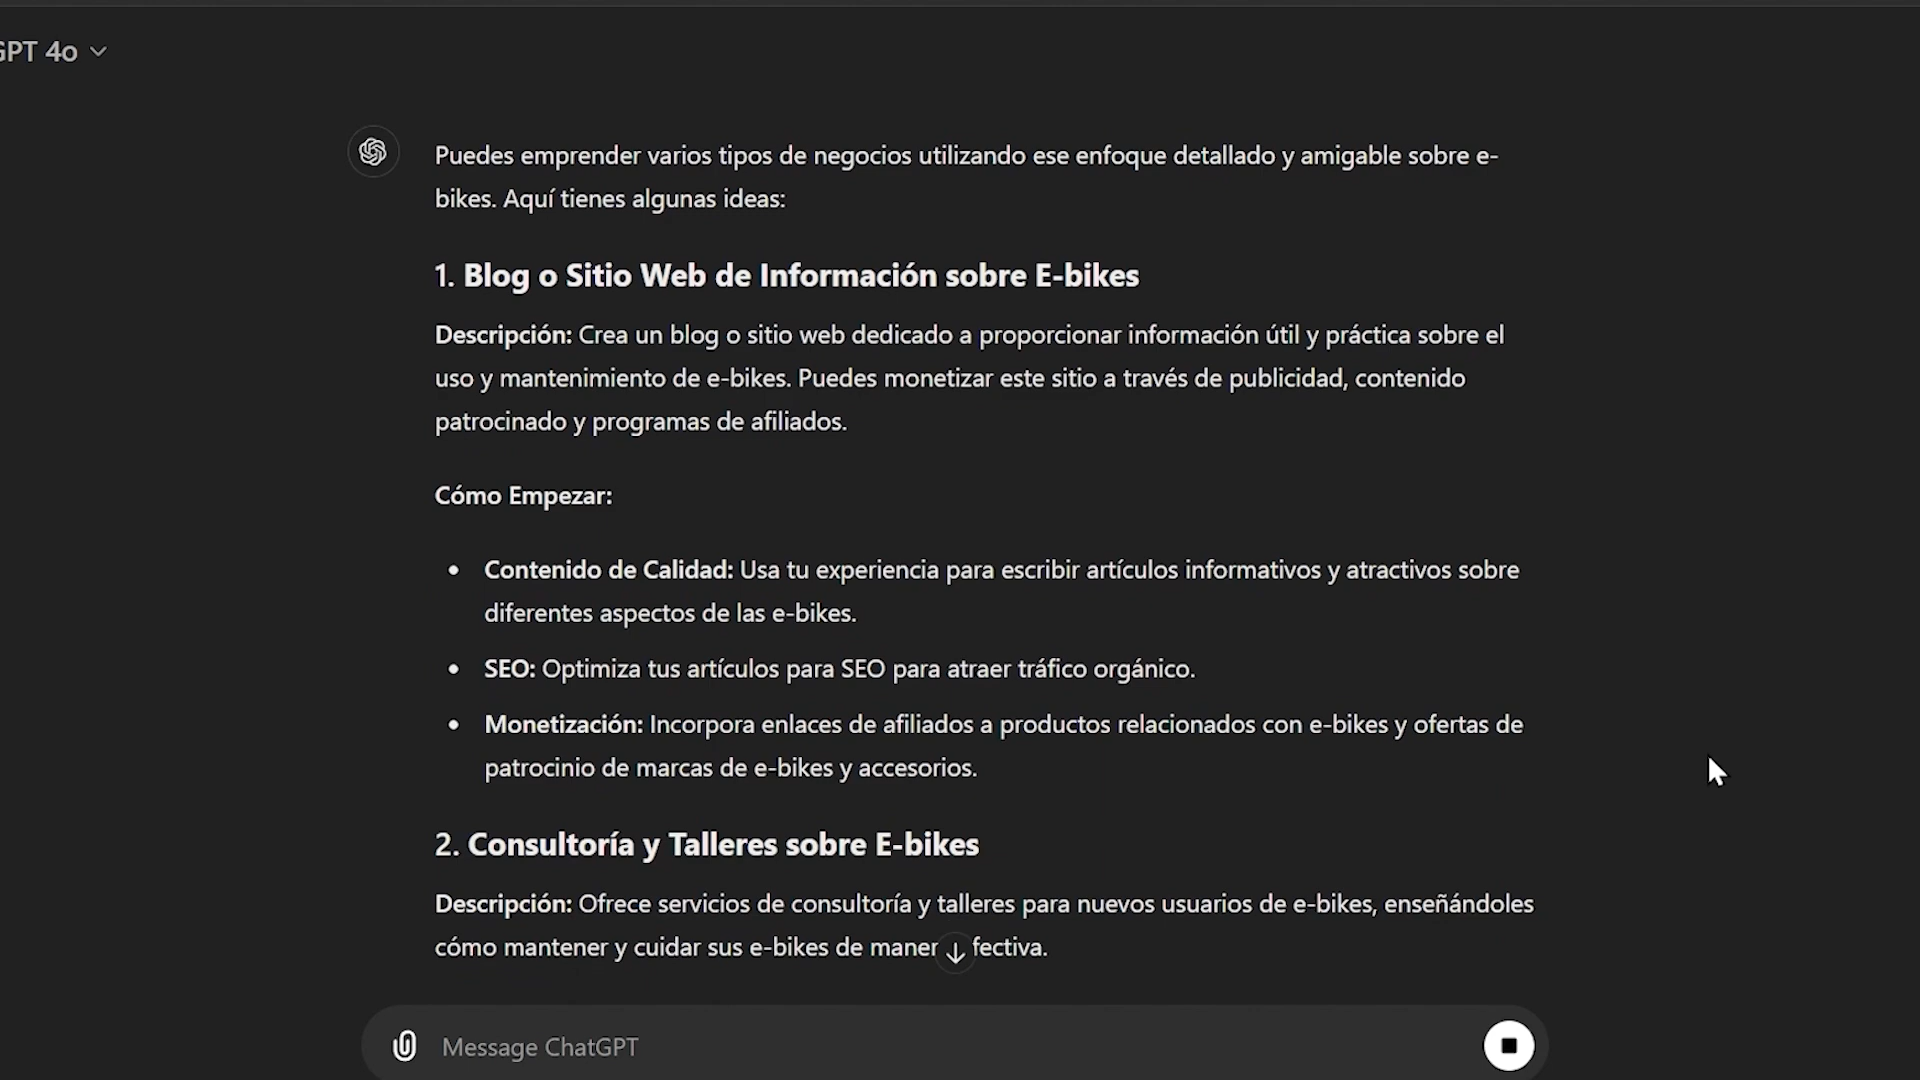 GPT 4o
Puedes emprender varios tipos de negocios utilizando ese enfoque detallado y amigable sobre e-
bikes. Aquí tienes algunas ideas:
1. Blog o Sitio Web de Información sobre E-bikes
Descripción: Crea un blog o sitio web dedicado a proporcionar información útil y práctica sobre el
uso y mantenimiento de e-bikes. Puedes monetizar este sitio a través de publicidad, contenido
patrocinado y programas de afiliados.
Cómo Empezar:
• Contenido de Calidad: Usa tu experiencia para escribir artículos informativos y atractivos sobre
diferentes aspectos de las e-bikes.
• SEO: Optimiza tus artículos para SEO para atraer tráfico orgánico.
• Monetización: Incorpora enlaces de afiliados a productos relacionados con e-bikes y ofertas de
patrocinio de marcas de e-bikes y accesorios.
2. Consultoría y Talleres sobre E-bikes
Descripción: Ofrece servicios de consultoría y talleres para nuevos usuarios de e-bikes, enseñándoles
cómo mantener y cuidar sus e-bikes de maner fectiva.
Message ChatGPT